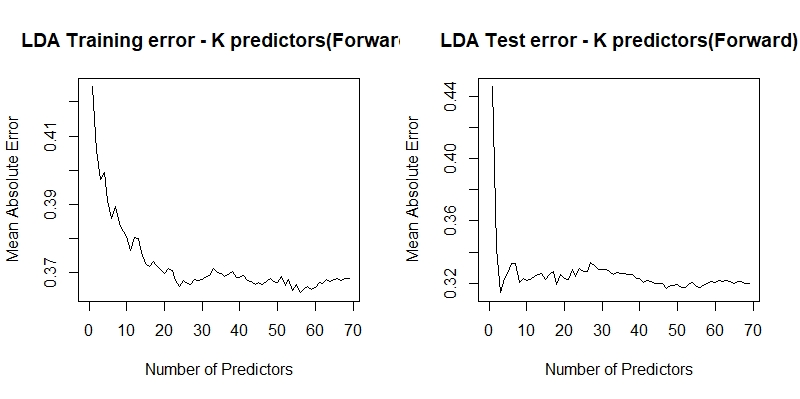 LDA Training error - K predictors(Forwar
Mean Absolute Error
0.41
0.39
0.37
0 10 20 30 40 50 60 70
Number of Predictors
LDA Test error - K predictors(Forward)
Mean Absolute Error
0.44
0.40
0.36
0.32
0 10 20 30 40 50 60 70
Number of Predictors